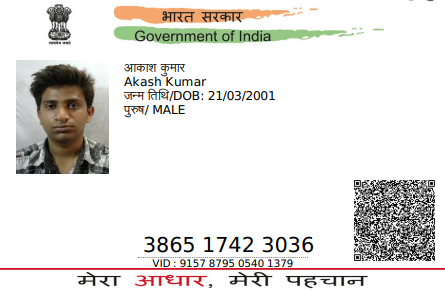 भारत सरकार
Government of India
आकाश कुमार
Akash Kumar
जन्म तिथि/DOB: 21/03/2001
पुरुष/ MALE
3865 1742 3036
VID : 9157 8795 0540 1379
मेरा आधार, मेरी पहचान